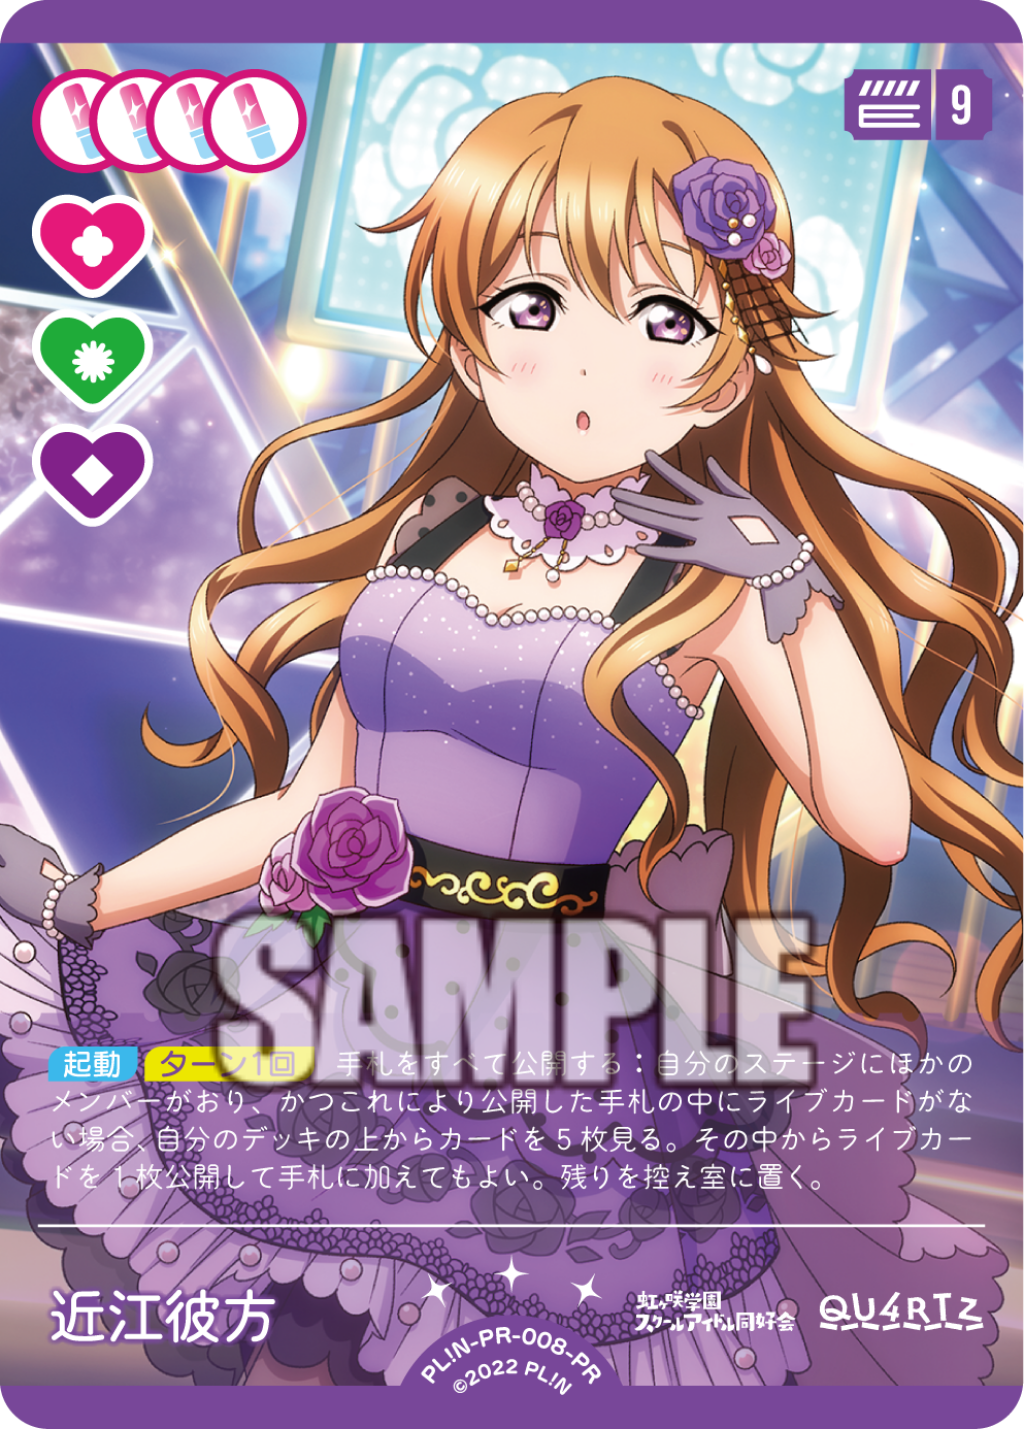 9
SAMPLE
起動 ターン1回 手札をすべて公開する：自分のステージにほかの
メンバーがおり、かつこれにより公開した手札の中にライブカードがな
い場合、自分のデッキの上からカードを5枚見る。その中からライブカー
ドを1枚公開して手札に加えてもよい。残りを控え室に置く。
近江彼方
PL!N-PR-008-PR
©2022 PL!N
虹ヶ咲学園
スクールアイドル同好会
QU4RTZ